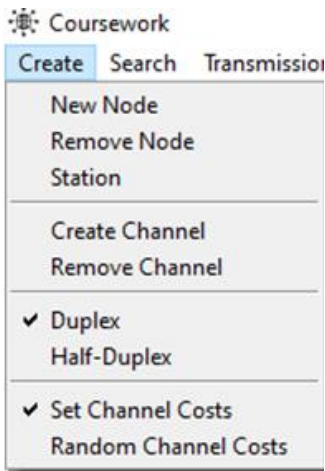 Coursework
Create Search Transmission
New Node
Remove Node
Station
Create Channel
Remove Channel
Duplex
Half-Duplex
Set Channel Costs
Random Channel Costs